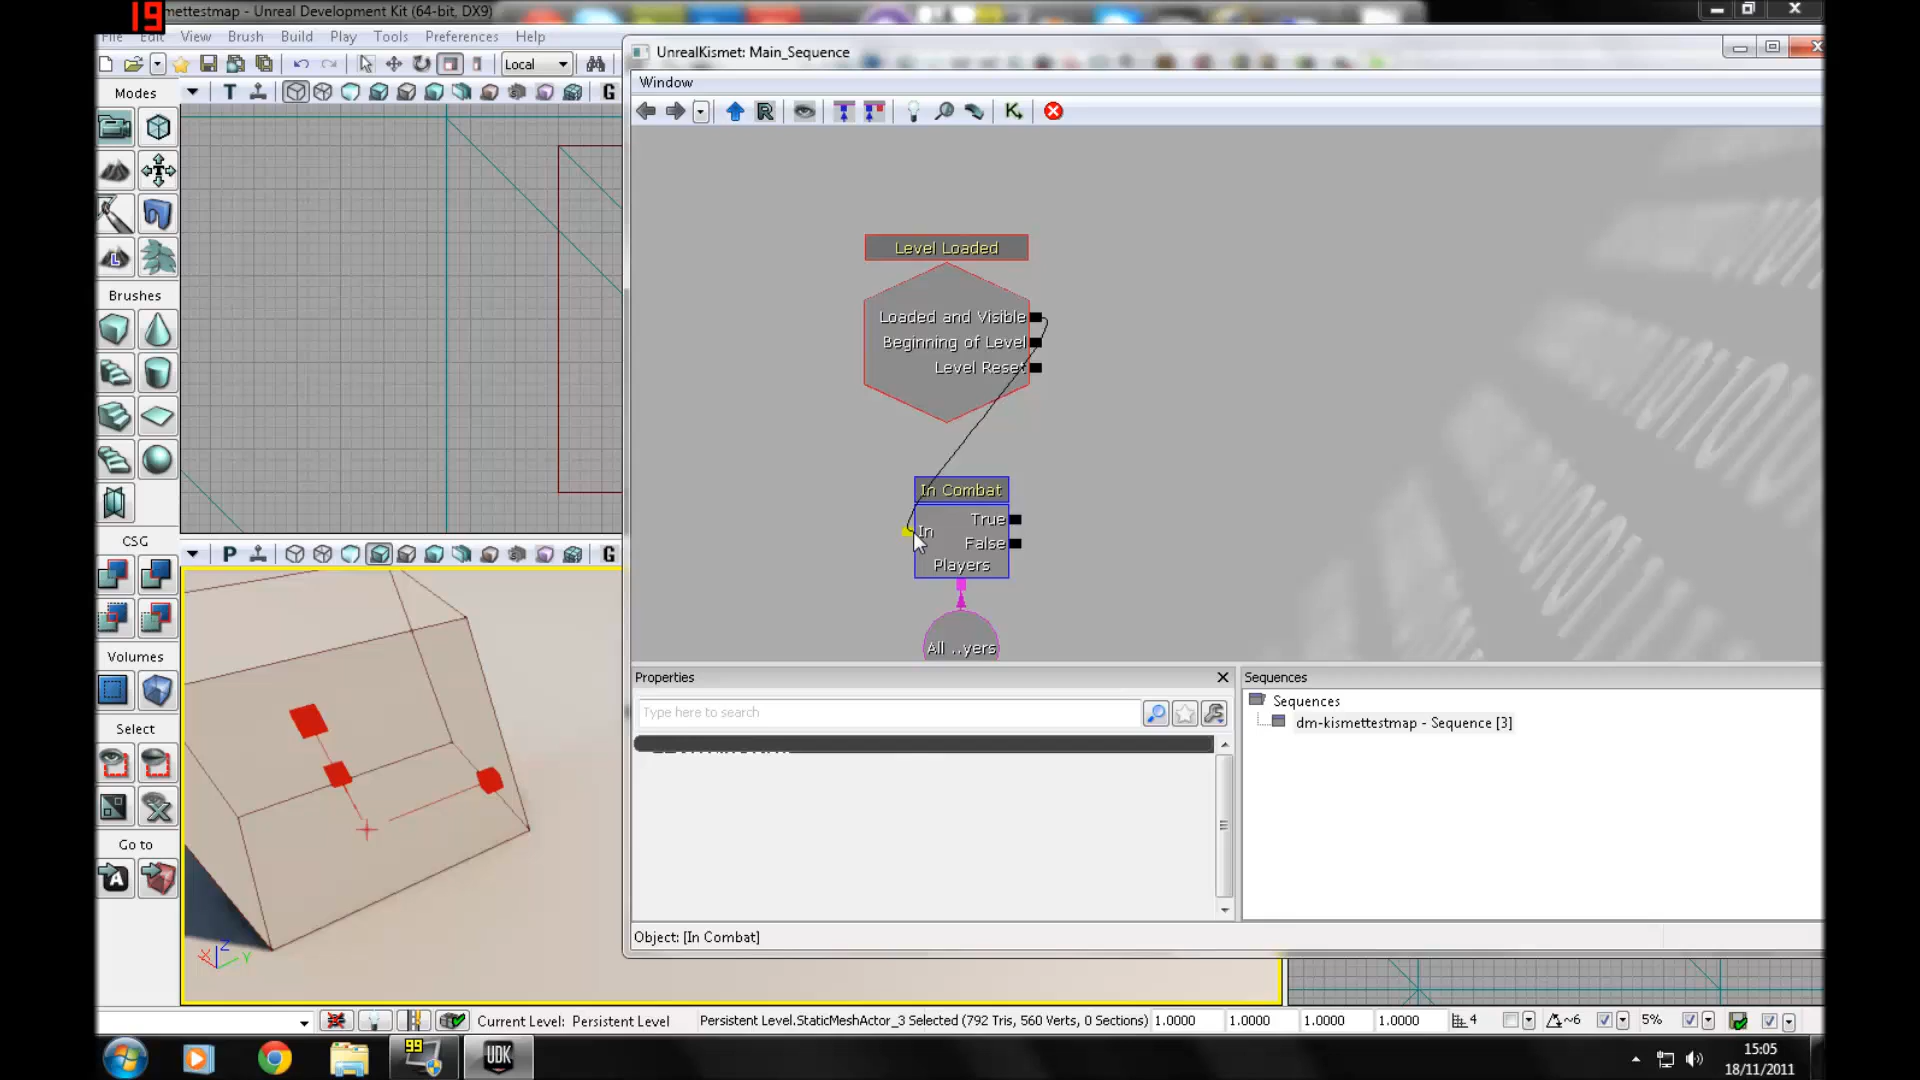 19
mettestmap - Unreal Development Kit (64-bit, DX9)
File Edit View Brush Build Play Tools Preferences Help
Local
UnrealKismet: Main_Sequence
Window
Modes
T
G
R
K
Level Loaded
Loaded and Visible
Beginning of Level
Level Reset
In Combat
True
In
False
Players
All ..yers
L
Brushes
CSG
P
G
Volumes
Select
Go to
A
Properties
Type here to search
Sequences
Sequences
dm-kismettestmap - Sequence [3]
Object: [In Combat]
X Z Y
Current Level: Persistent Level
Persistent Level.StaticMeshActor_3 Selected (792 Tris, 560 Verts, 0 Sections)
1.0000
1.0000
1.0000
1.0000
4
~6
5%
99
UDK
15:05
18/11/2011